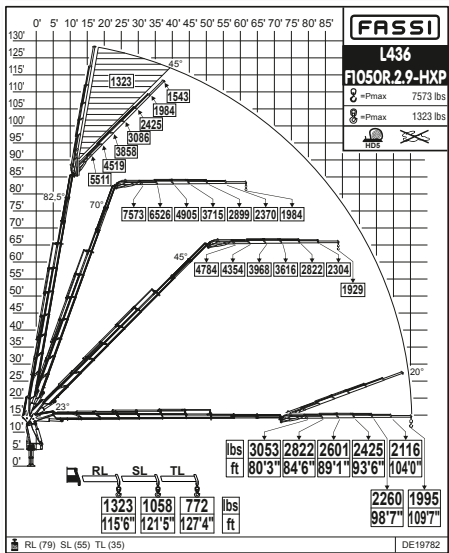 0' 5' 10' 15' 20' 25' 30' 35' 40' 45' 50' 55' 60' 65' 70' 75' 80' 85'
FASSI
L436
F1050R.2.9-HXP
=Pmax 7573 lbs
=Pmax 1323 lbs
HD5
130'
125'
120'
115'
110'
105'
100'
95'
90'
85'
80'
75'
70'
65'
60'
55'
50'
45'
40'
35'
30'
25'
20'
15'
10'
5'
0'
45°
1323
1543
1984
2425
3086
3858
4519
5511
82,5°
70°
7573 6526 4905 3715 2899 2370 1984
45°
4784 4354 3968 3616 2822 2304
1929
20°
23°
lbs 3053 2822 2601 2425 2116
ft 80'3" 84'6" 89'1" 93'6" 104'0"
2260 1995
98'7" 109'7"
RL SL TL
1323 1058 772 lbs
115'6" 121'5" 127'4" ft
RL (79) SL (55) TL (35)
DE19782